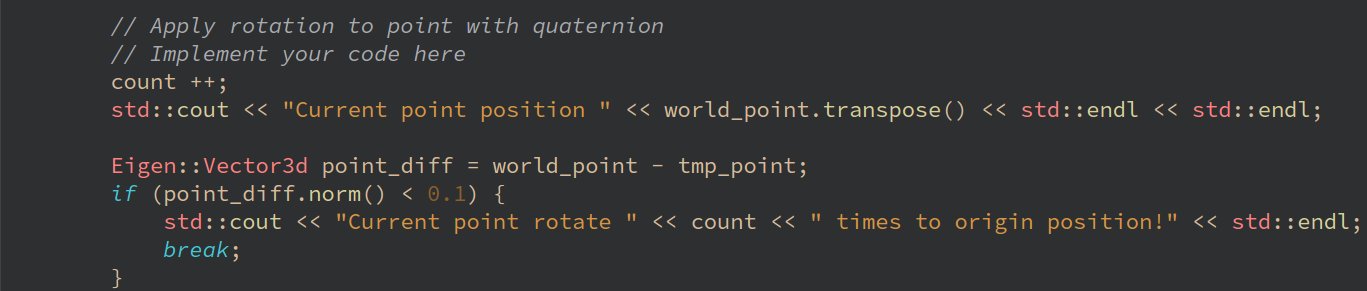 // Apply rotation to point with quaternion
// Implement your code here
count ++;
std::cout << "Current point position " << world_point.transpose() << std::endl << std::endl;
Eigen::Vector3d point_diff = world_point - tmp_point;
if (point_diff.norm() < 0.1) {
std::cout << "Current point rotate " << count << " times to origin position!" << std::endl;
break;
}